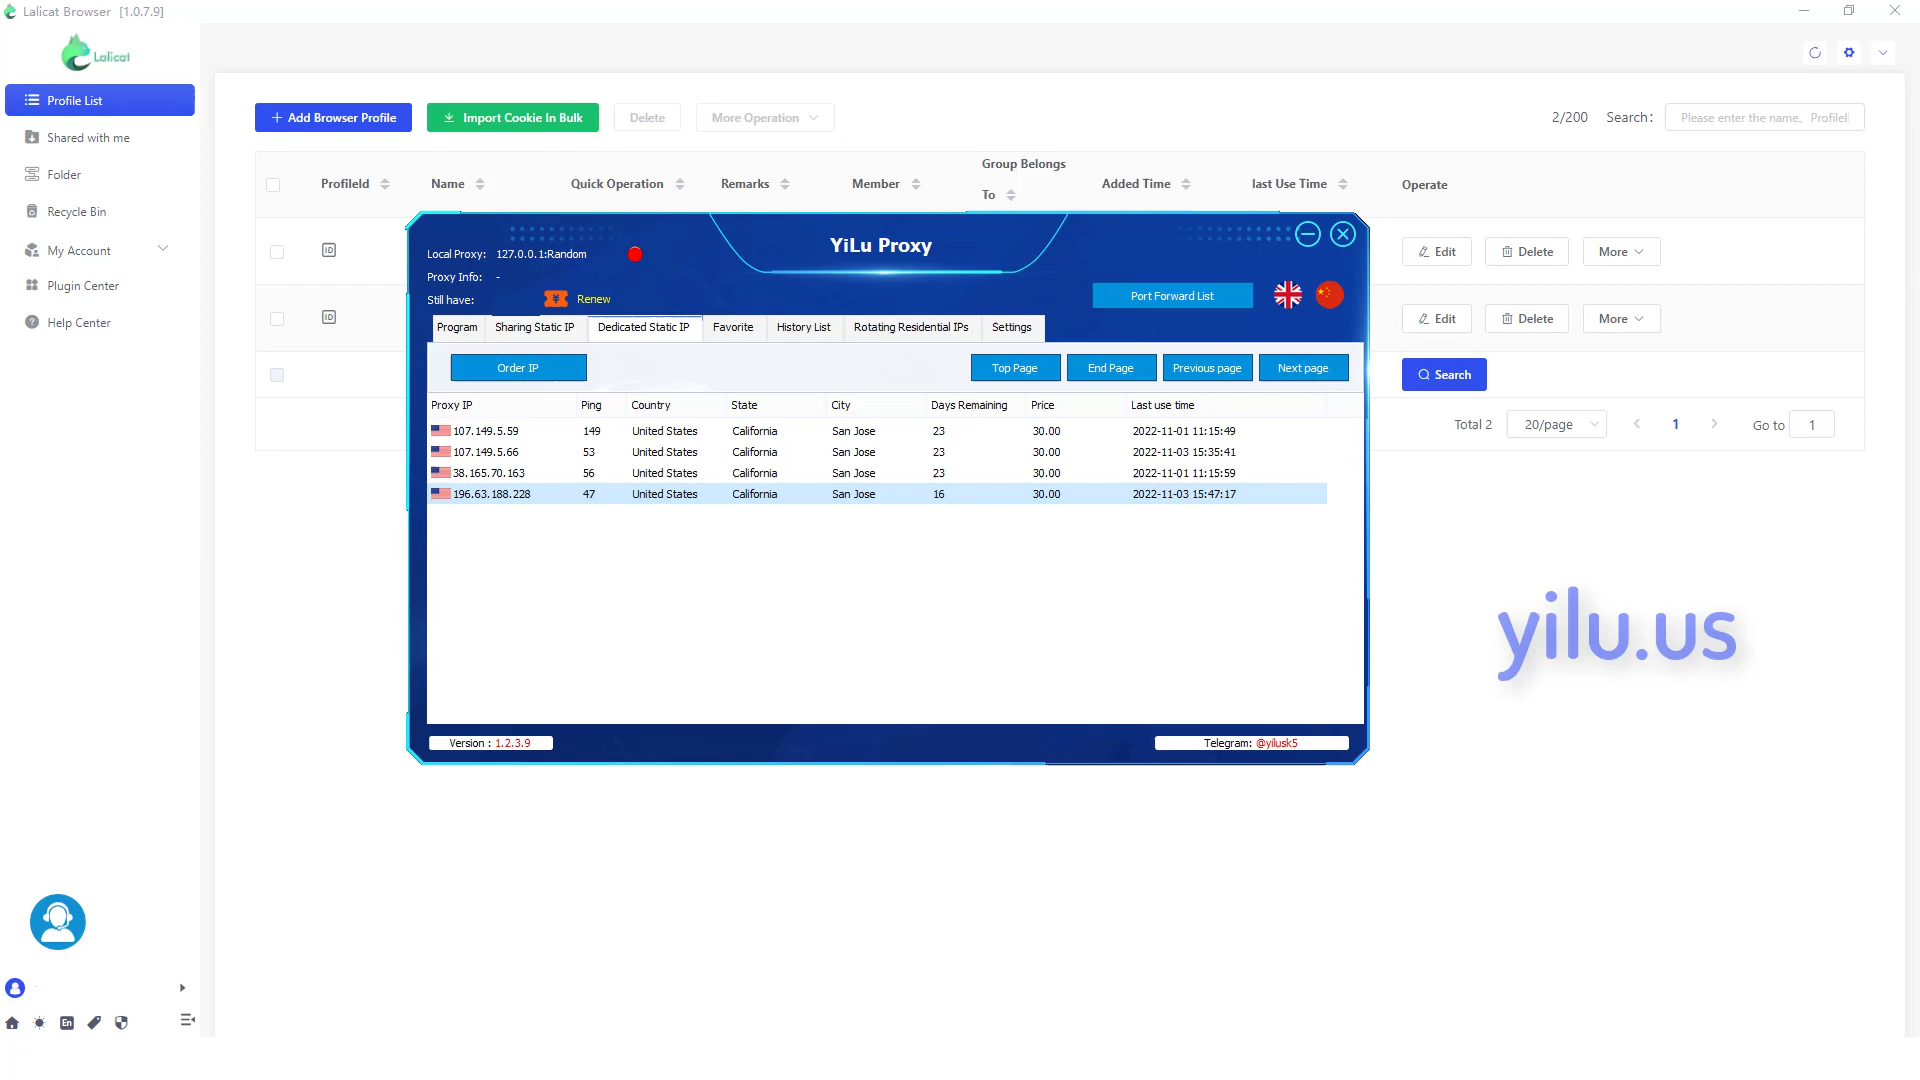 Lalicat Browser [1.0.7.9]
Lalicat
Profile List
Shared with me
Folder
Recycle Bin
My Account
Plugin Center
Help Center
En
Add Browser Profile
Import Cookie In Bulk
Delete
More Operation
2/200
Search:
Please enter the name, Profilel
ProfileId
Name
Quick Operation
Remarks
Member
Group Belongs
To
Added Time
last Use Time
Operate
ID
Edit
Delete
More
ID
Edit
Delete
More
Search
Total 2
20/page
1
Go to
1
YiLu Proxy
Local Proxy: 127.0.0.1:Random
Proxy Info: -
Still have:
¥
Renew
Port Forward List
Program
Sharing Static IP
Dedicated Static IP
Favorite
History List
Rotating Residential IPs
Settings
Order IP
Top Page
End Page
Previous page
Next page
Proxy IP Ping Country State City Days Remaining Price Last use time
107.149.5.59 149 United States California San Jose 23 30.00 2022-11-01 11:15:49
107.149.5.66 53 United States California San Jose 23 30.00 2022-11-03 15:35:41
38.165.70.163 56 United States California San Jose 23 30.00 2022-11-01 11:15:59
196.63.188.228 47 United States California San Jose 16 30.00 2022-11-03 15:47:17
Version : 1.2.3.9
Telegram: @yilusk5
yilu.us